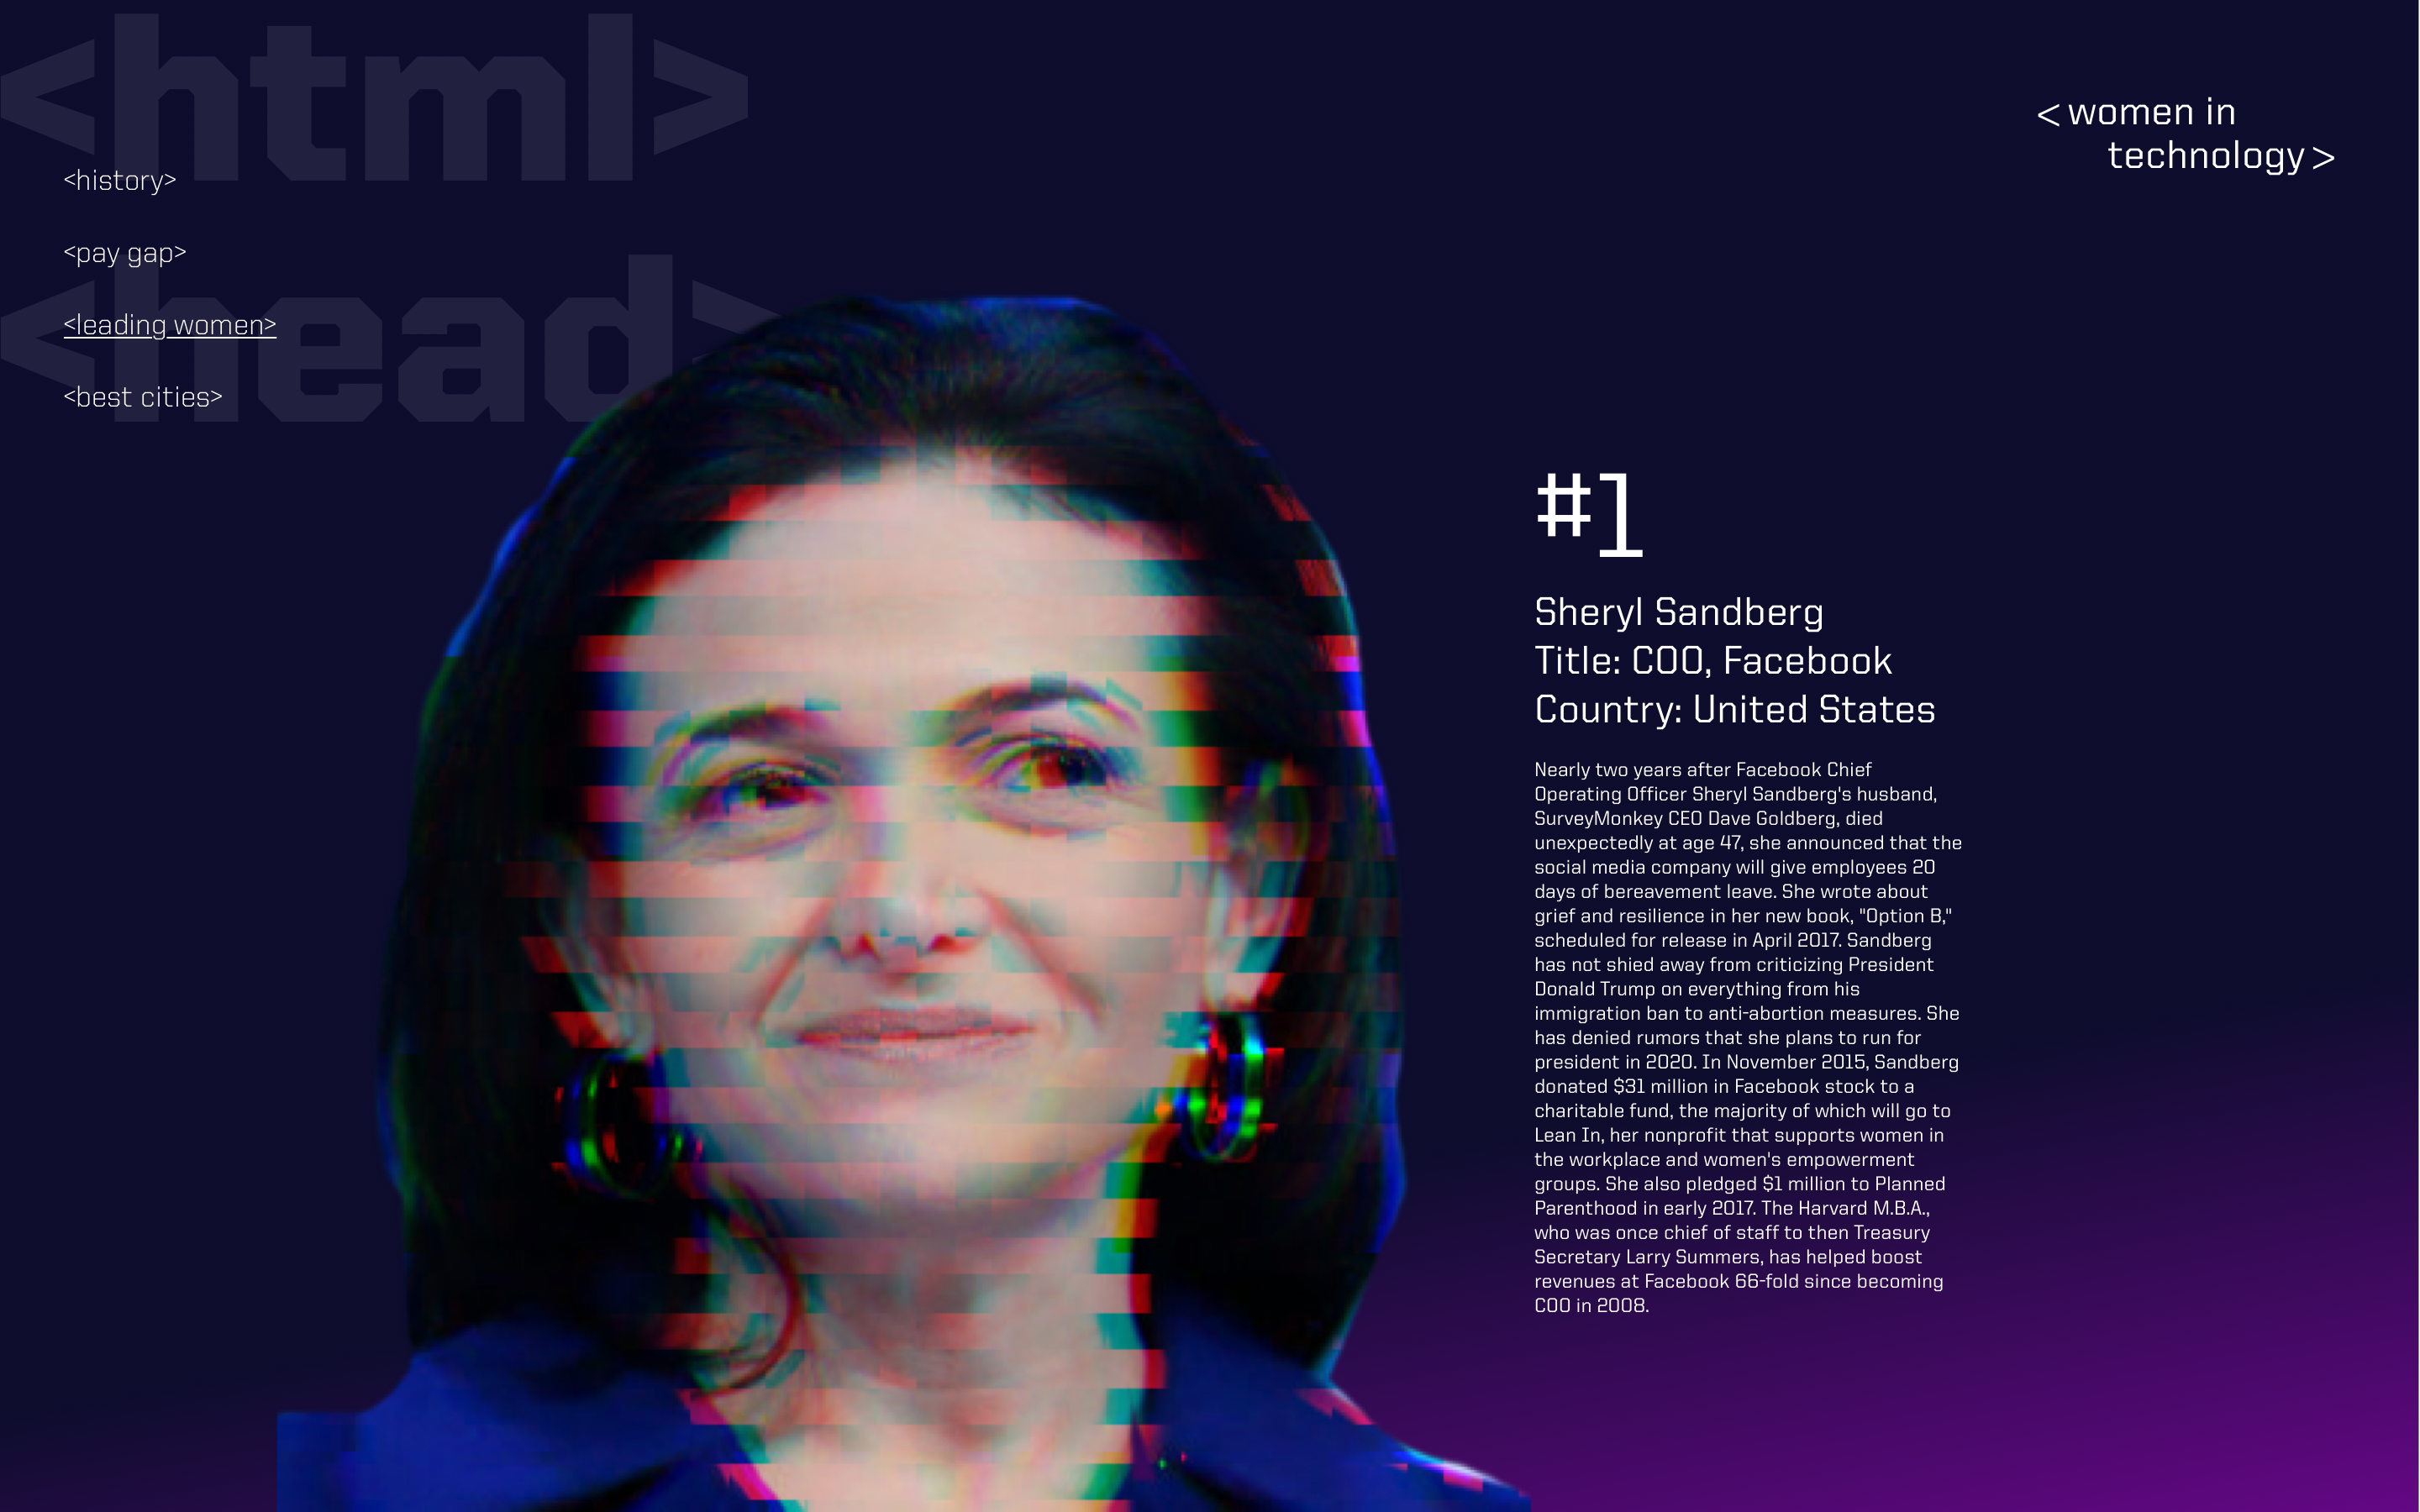 <html>
<head>
<history>
<pay gap>
<leading women>
<best cities>
<women in
technology>
#1
Sheryl Sandberg
Title: COO, Facebook
Country: United States
Nearly two years after Facebook Chief
Operating Officer Sheryl Sandberg's husband,
SurveyMonkey CEO Dave Goldberg, died
unexpectedly at age 47, she announced that the
social media company will give employees 20
days of bereavement leave. She wrote about
grief and resilience in her new book, "Option B,"
scheduled for release in April 2017. Sandberg
has not shied away from criticizing President
Donald Trump on everything from his
immigration ban to anti-abortion measures. She
has denied rumors that she plans to run for
president in 2020. In November 2015, Sandberg
donated $31 million in Facebook stock to a
charitable fund, the majority of which will go to
Lean In, her nonprofit that supports women in
the workplace and women's empowerment
groups. She also pledged $1 million to Planned
Parenthood in early 2017. The Harvard M.B.A.,
who was once chief of staff to then Treasury
Secretary Larry Summers, has helped boost
revenues at Facebook 66-fold since becoming
COO in 2008.